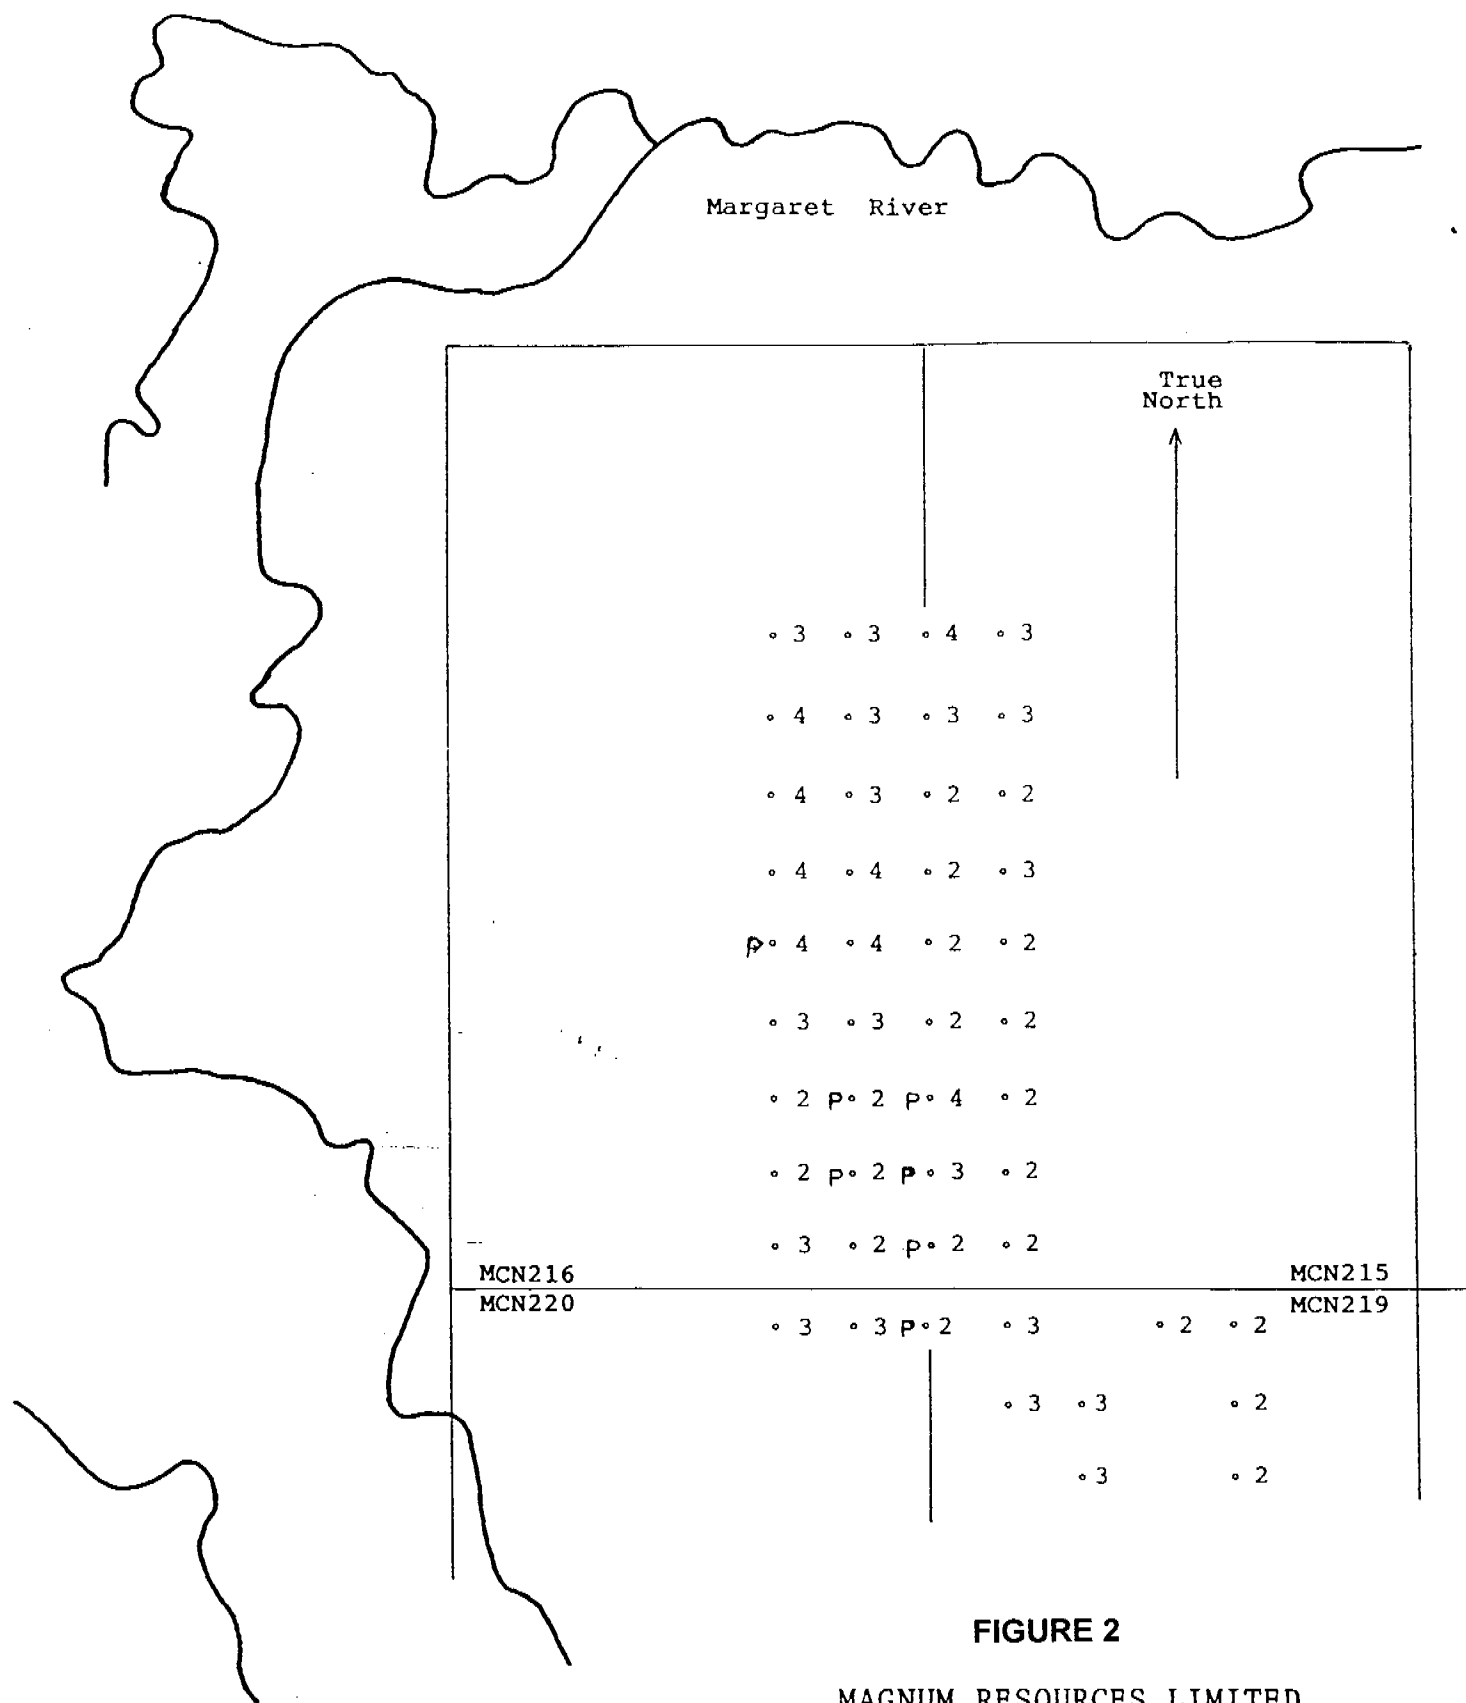 Margaret River
True
North
3 3 4 3
4 3 3 3
4 3 2 2
4 4 2 3
P 4 4 2 2
3 3 2 2
2 P 2 P 4 2
2 P 2 P 3 2
3 2 P 2 2
MCN216 MCN215
MCN220 MCN219
3 3 P 2 3 2 2
3 3 2
3 2
FIGURE 2
MAGNUM RESOURCES LIMITED